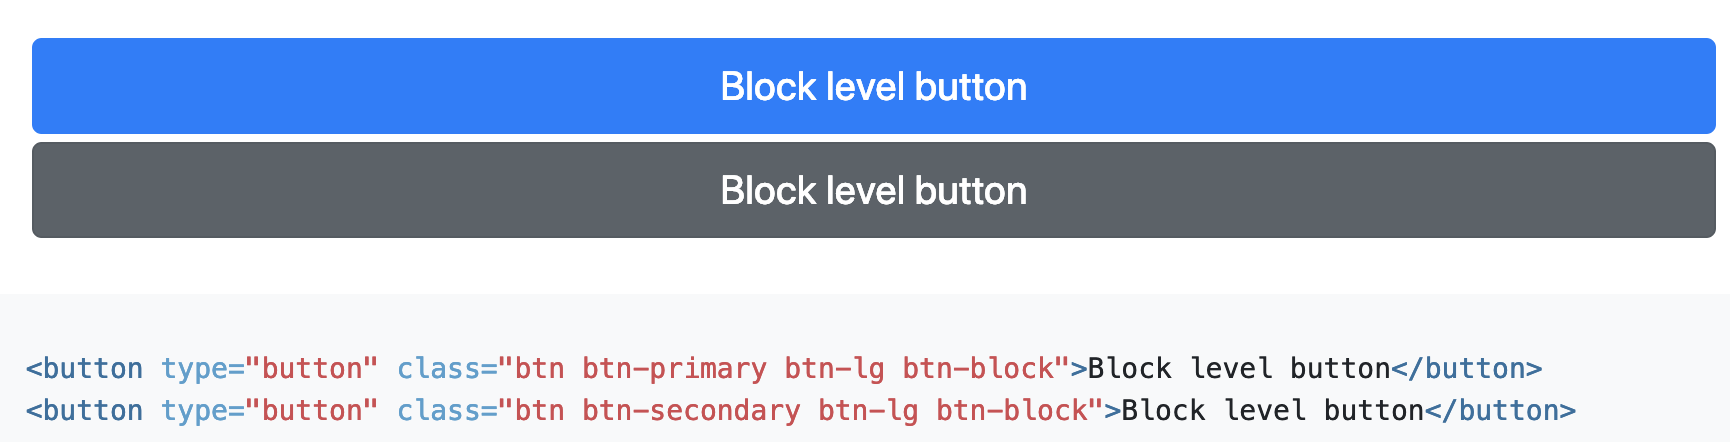 Block level button
Block level button
<button type="button" class="btn btn-primary btn-lg btn-block">Block level button</button>
<button type="button" class="btn btn-secondary btn-lg btn-block">Block level button</button>